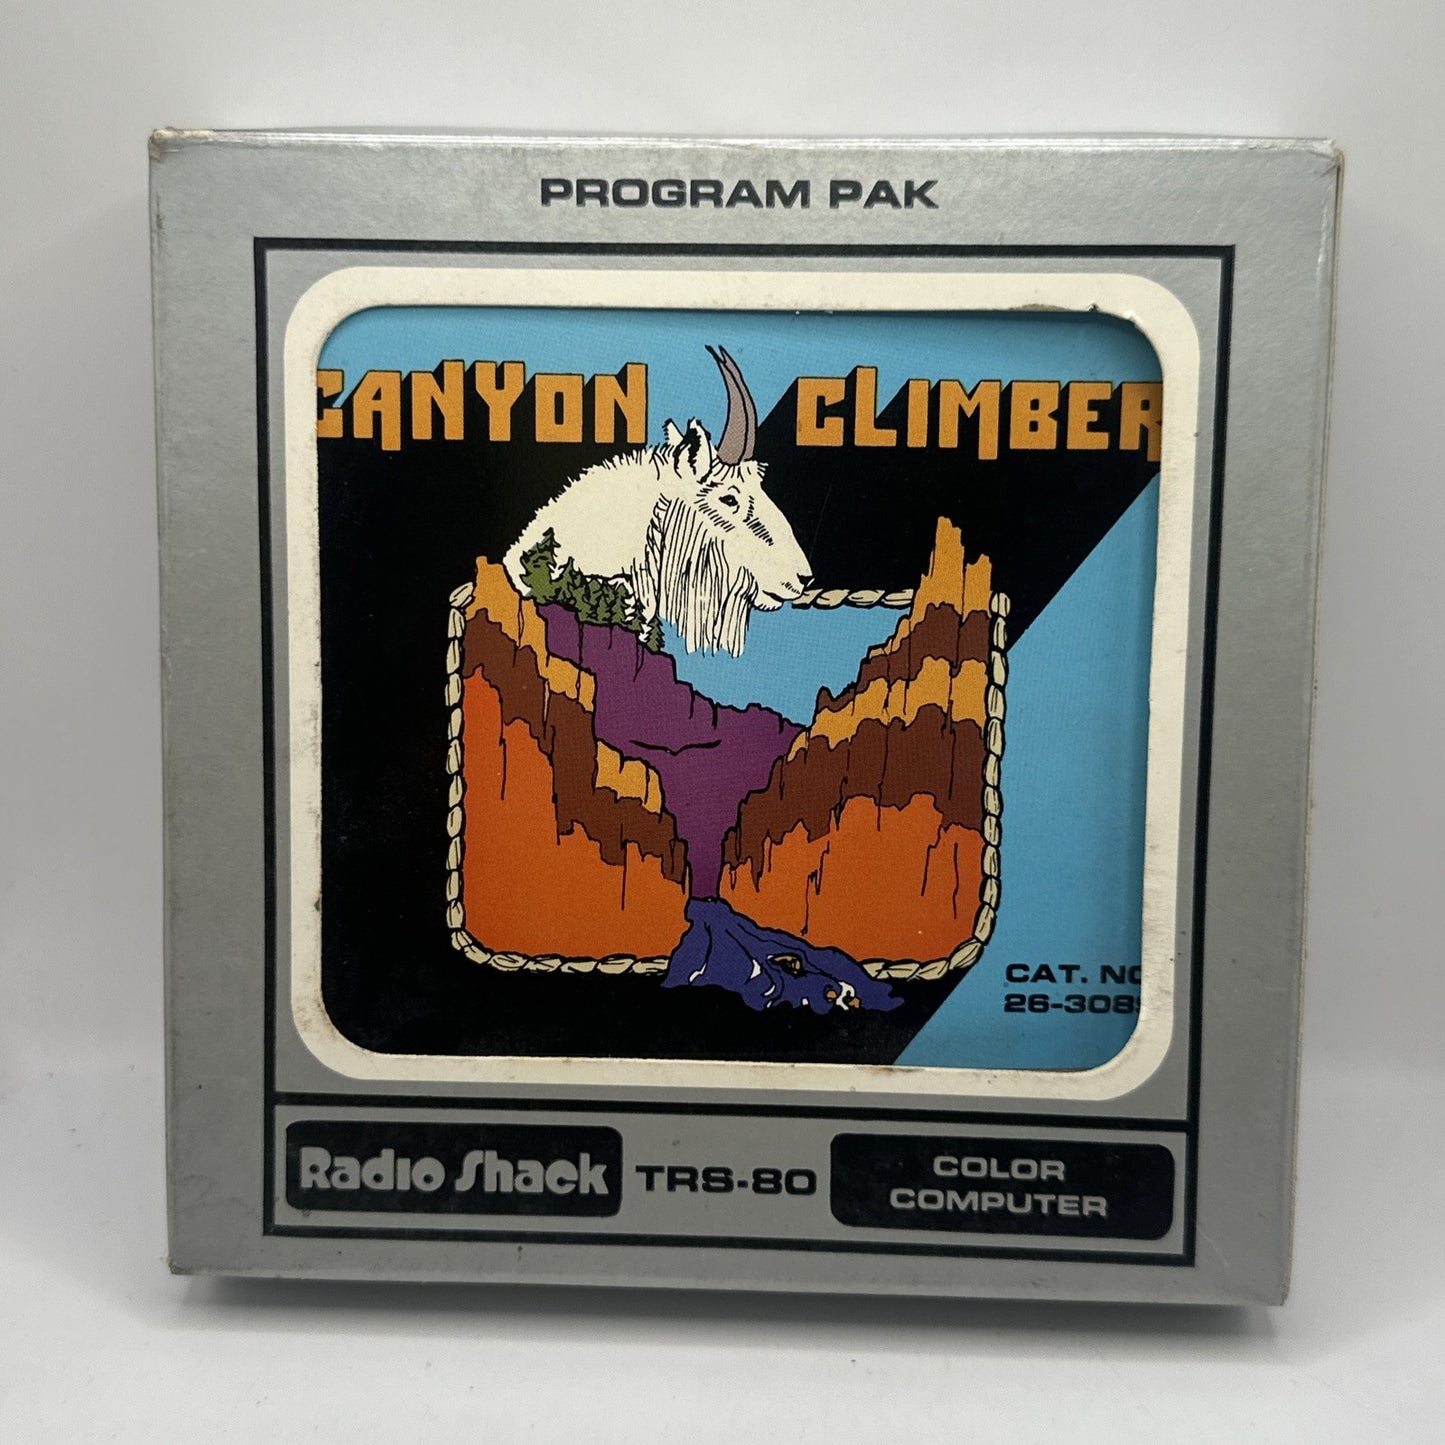 PROGRAM PAK
CANYON CLIMBER
CAT. NO
26-308
Radio Shack TRS-80 COLOR
COMPUTER